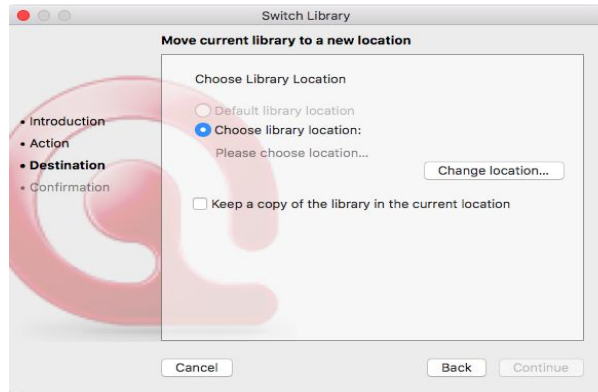 Switch Library
Move current library to a new location
Choose Library Location
Default library location
• Introduction
Choose library location:
• Action
Please choose location...
• Destination
Change location...
• Confirmation
Keep a copy of the library in the current location
Cancel
Back
Continue